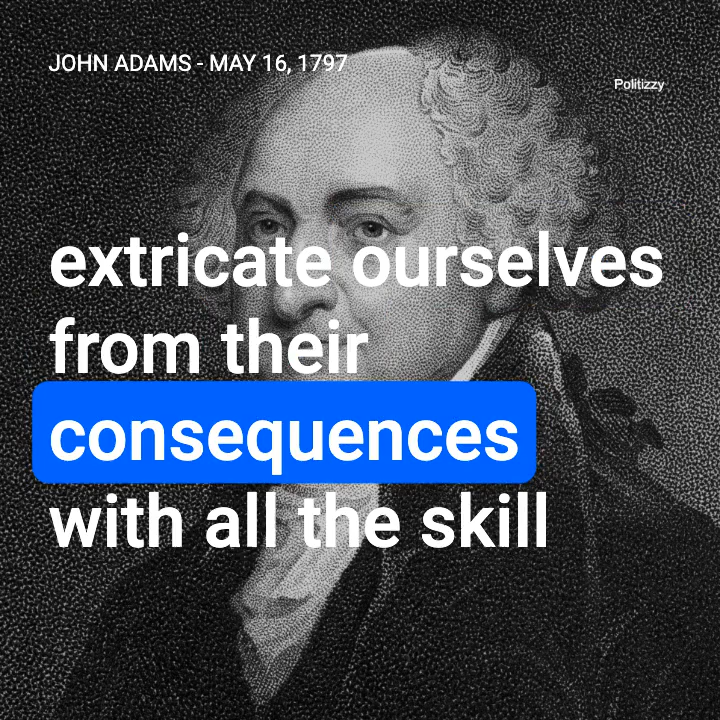 JOHN ADAMS - MAY 16, 1797
Politizzy
extricate ourselves
from their
consequences
with all the skill